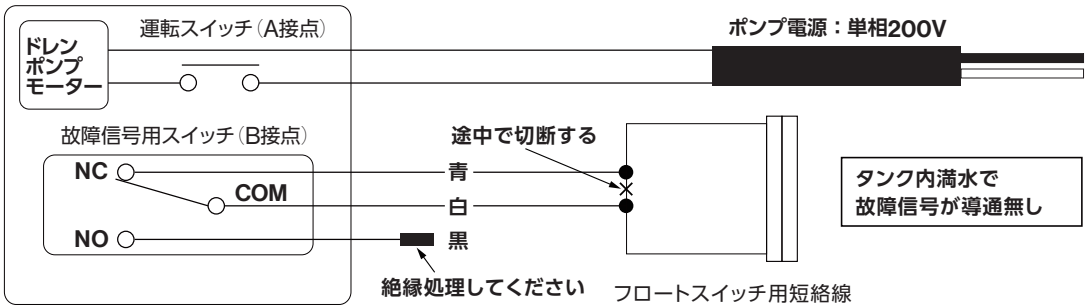 運転スイッチ（A接点）
ポンプ電源：単相200V
ドレン
ポンプ
モーター
故障信号用スイッチ（B接点）
途中で切断する
NC
青
COM
白
NO
黒
タンク内満水で
故障信号が導通無し
絶縁処理してください
フロートスイッチ用短絡線